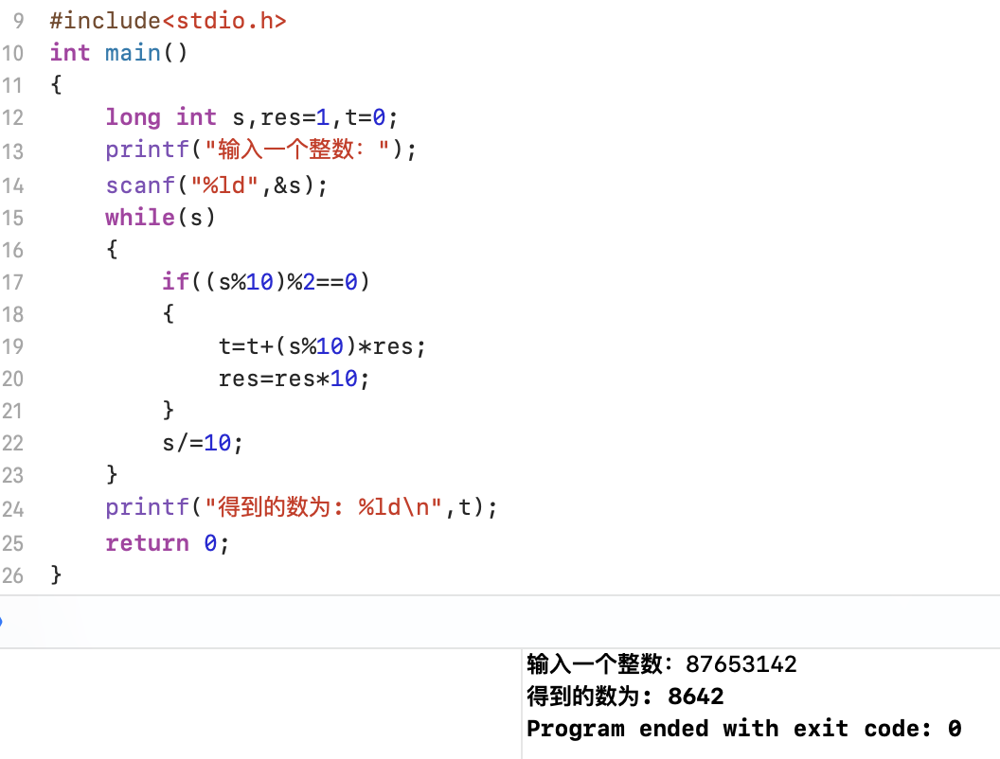 9 #include<stdio.h>
10 int main()
11 {
12     long int s,res=1,t=0;
13     printf("输入一个整数：");
14     scanf("%ld",&s);
15     while(s)
16     {
17         if((s%10)%2==0)
18         {
19             t=t+(s%10)*res;
20             res=res*10;
21         }
22         s/=10;
23     }
24     printf("得到的数为: %ld\n",t);
25     return 0;
26 }
输入一个整数：87653142
得到的数为: 8642
Program ended with exit code: 0